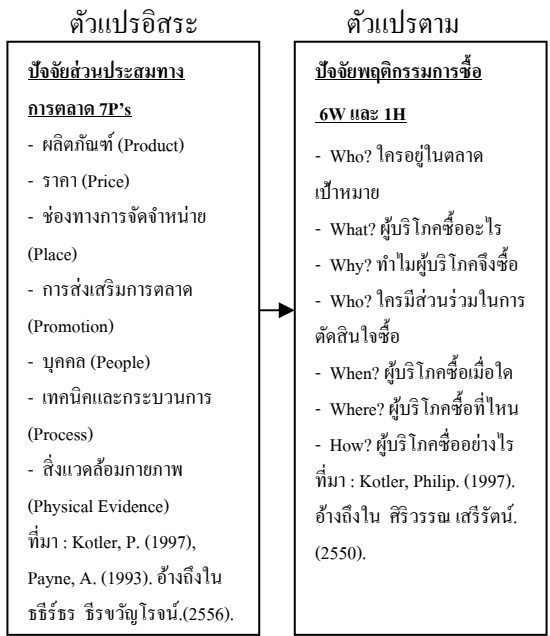 ตัวแปรอิสระ
ปัจจัยส่วนประสมทาง
การตลาด 7P's
- ผลิตภัณฑ์ (Product)
- ราคา (Price)
- ช่องทางการจัดจำหน่าย
(Place)
- การส่งเสริมการตลาด
(Promotion)
- บุคคล (People)
- เทคนิคและกระบวนการ
(Process)
- สิ่งแวดล้อมกายภาพ
(Physical Evidence)
ที่มา : Kotler, P. (1997),
Payne, A. (1993). อ้างถึงใน
ธธีร์ธร ธีรขวัญโรจน์.(2556).
ตัวแปรตาม
ปัจจัยพฤติกรรมการซื้อ
6W และ 1H
- Who? ใครอยู่ในตลาด
เป้าหมาย
- What? ผู้บริโภคซื้ออะไร
- Why? ทำไมผู้บริโภคจึงซื้อ
- Who? ใครมีส่วนร่วมในการ
ตัดสินใจซื้อ
- When? ผู้บริโภคซื้อเมื่อใด
- Where? ผู้บริโภคซื้อที่ไหน
- How? ผู้บริโภคซื่ออย่างไร
ที่มา : Kotler, Philip. (1997).
อ้างถึงใน ศิริวรรณ เสรีรัตน์.
(2550).